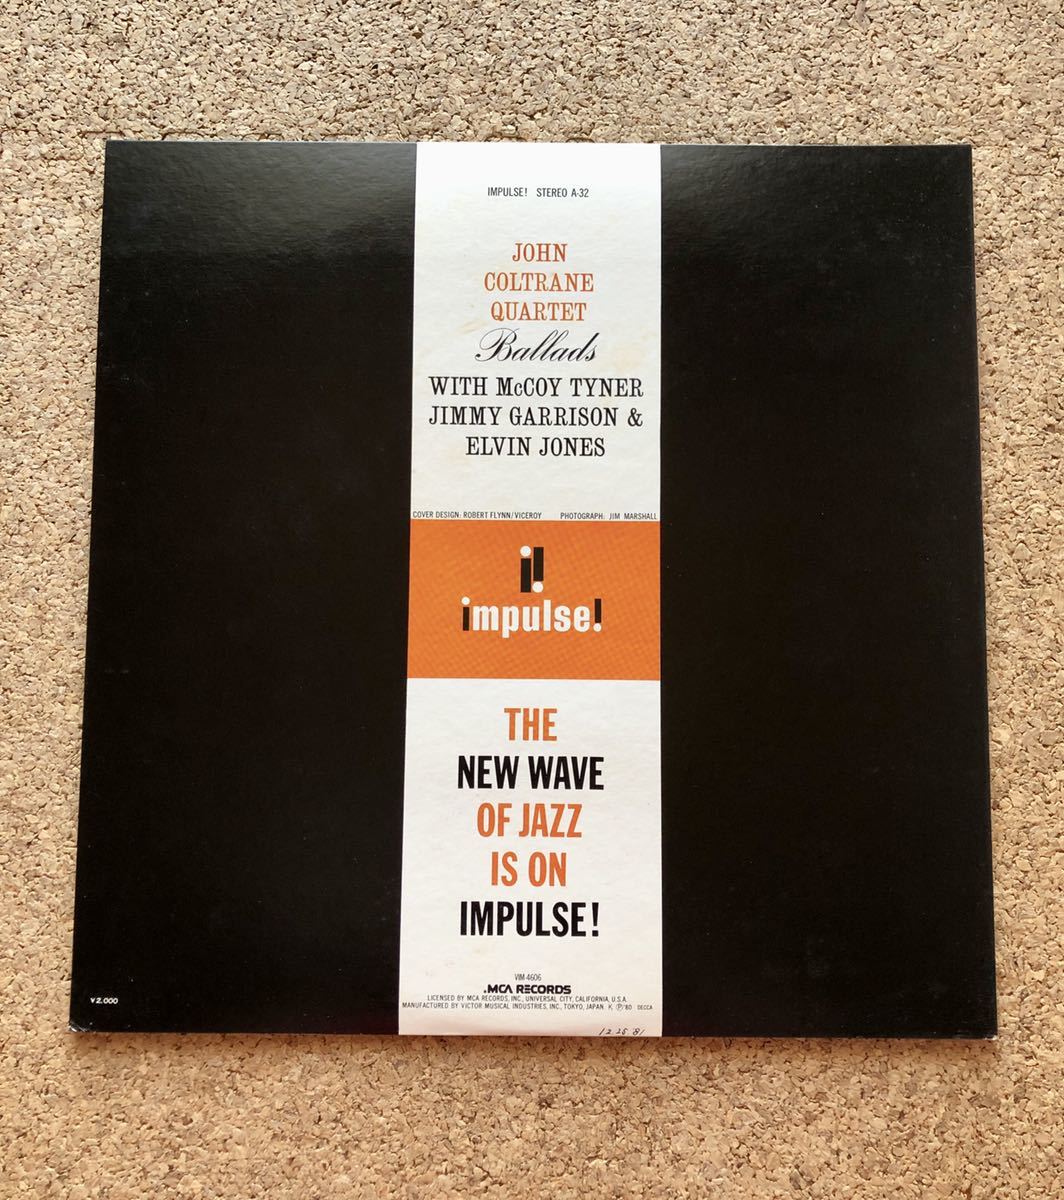 IMPULSE! STEREO A-32
JOHN
COLTRANE
QUARTET
Ballads
WITH McCOY TYNER
JIMMY GARRISON &
ELVIN JONES
COVER DESIGN: ROBERT FLYNN/VICEROY PHOTOGRAPH: JIM MARSHALL
i!
impulse!
THE
NEW WAVE
OF JAZZ
IS ON
IMPULSE!
VIM-4606
.MCA RECORDS
LICENSED BY MCA RECORDS, INC., UNIVERSAL CITY, CALIFORNIA, U.S.A.
MANUFACTURED BY VICTOR MUSICAL INDUSTRIES, INC., TOKYO, JAPAN. K, Ⓟ'80 DECCA
¥2,000
12.25 '81